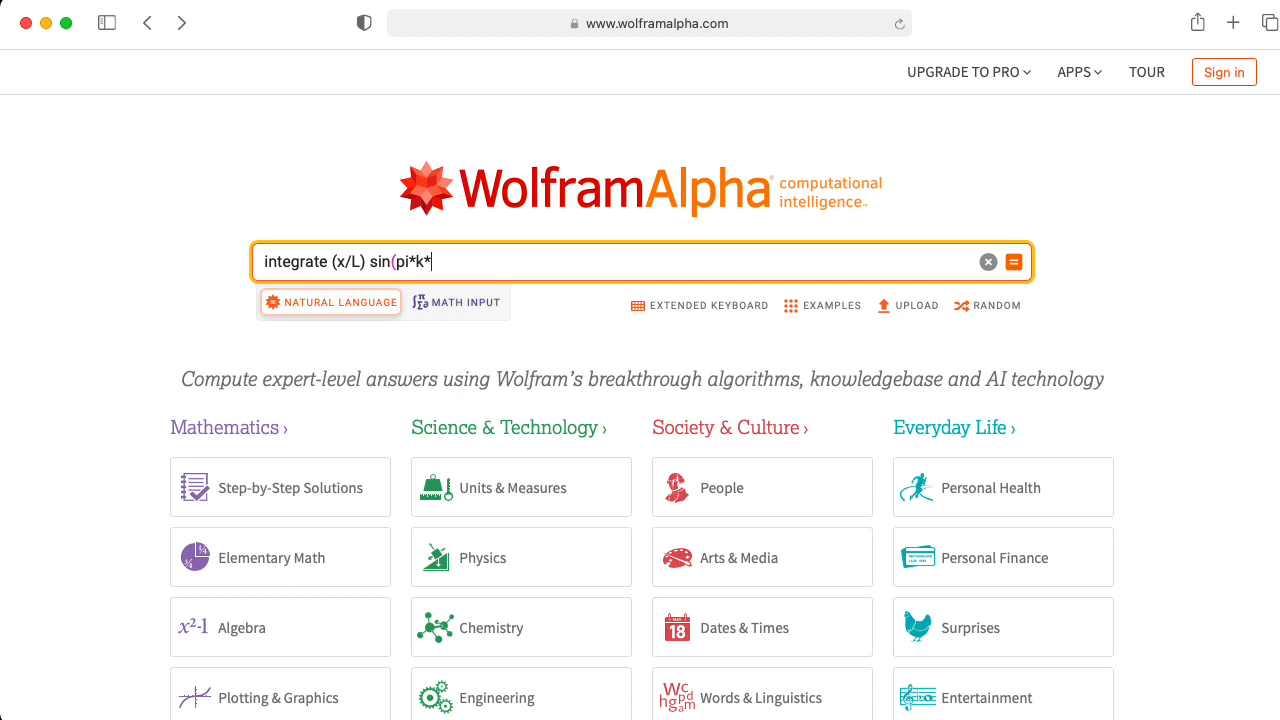 www.wolframalpha.com
UPGRADE TO PRO APPS TOUR Sign in
WolframAlpha computational intelligence™
integrate (x/L) sin(pi*k*
NATURAL LANGUAGE MATH INPUT EXTENDED KEYBOARD EXAMPLES UPLOAD RANDOM
Compute expert-level answers using Wolfram's breakthrough algorithms, knowledgebase and AI technology
Mathematics › Science & Technology › Society & Culture › Everyday Life ›
Step-by-Step Solutions Units & Measures People Personal Health
Elementary Math Physics Arts & Media Personal Finance
x²-1 Algebra Chemistry 18 Dates & Times Surprises
Plotting & Graphics Engineering Words & Linguistics Entertainment